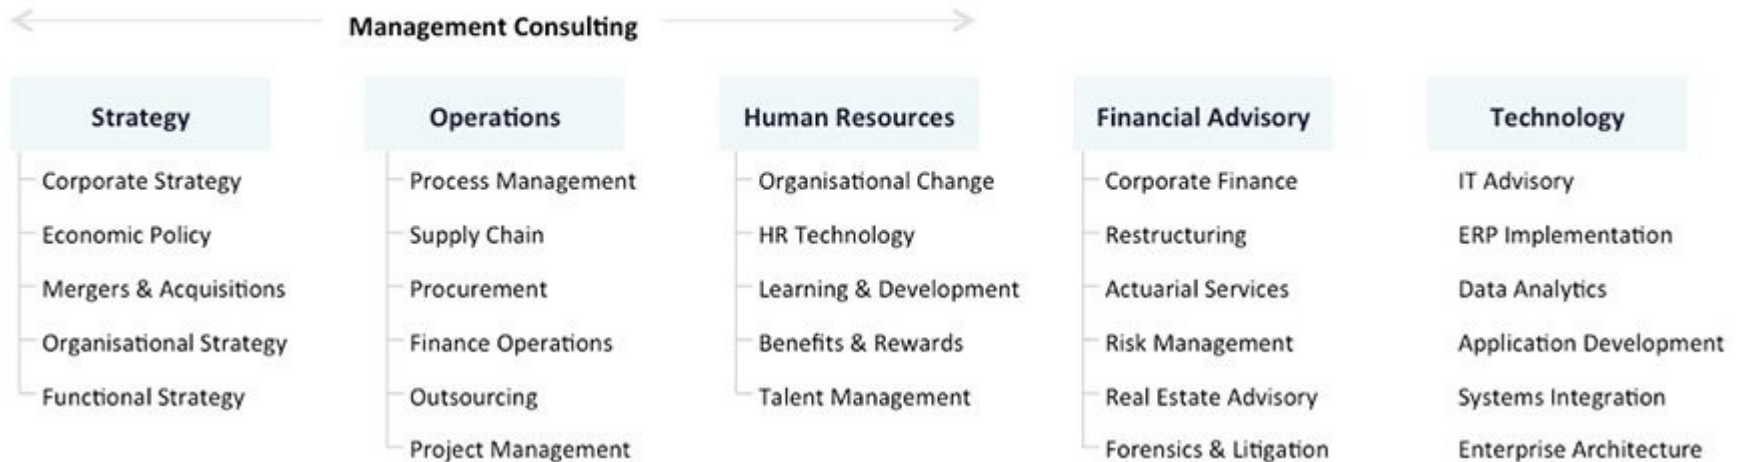 Management Consulting
Strategy
Corporate Strategy
Economic Policy
Mergers & Acquisitions
Organisational Strategy
Functional Strategy
Operations
Process Management
Supply Chain
Procurement
Finance Operations
Outsourcing
Project Management
Human Resources
Organisational Change
HR Technology
Learning & Development
Benefits & Rewards
Talent Management
Financial Advisory
Corporate Finance
Restructuring
Actuarial Services
Risk Management
Real Estate Advisory
Forensics & Litigation
Technology
IT Advisory
ERP Implementation
Data Analytics
Application Development
Systems Integration
Enterprise Architecture